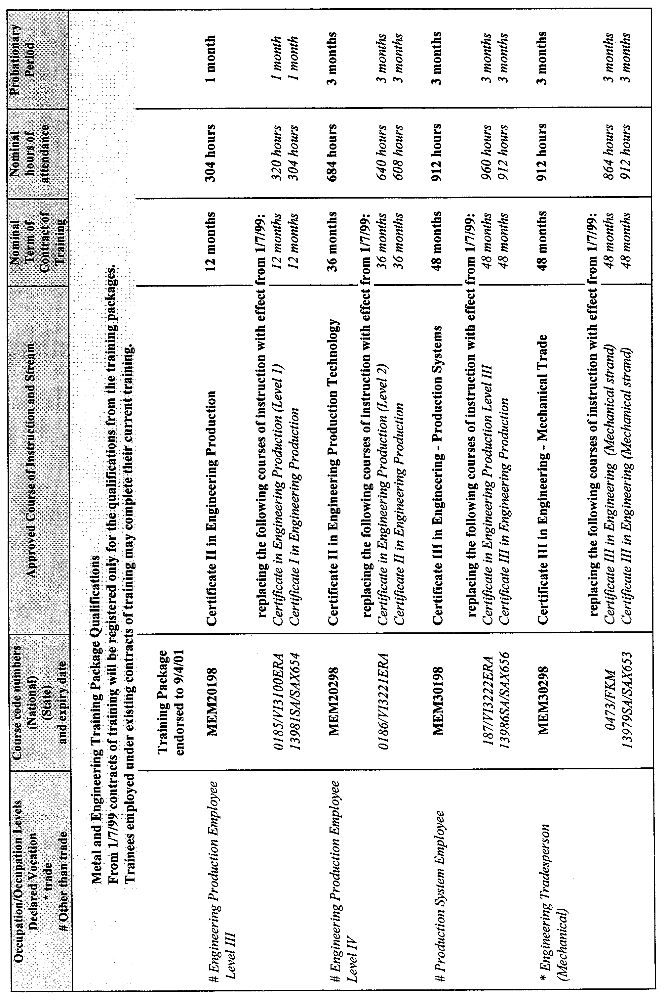 Occupation/Occupation Levels
Declared Vocation
* trade
# Other than trade
Course code numbers
(National)
(State)
and expiry date
Approved Course of Instruction and Stream
Nominal
Term of
Contract of
Training
Nominal
hours of
attendance
Probationary
Period
Metal and Engineering Training Package Qualifications
From 1/7/99 contracts of training will be registered only for the qualifications from the training packages.
Trainees employed under existing contracts of training may complete their current training.
Training Package
endorsed to 9/4/01
# Engineering Production Employee MEM20198 Certificate II in Engineering Production 12 months 304 hours 1 month
Level III
replacing the following courses of instruction with effect from 1/7/99:
0185/VI3100ERA Certificate in Engineering Production (Level 1) 12 months 320 hours 1 month
13981SA/SAX654 Certificate I in Engineering Production 12 months 304 hours 1 month
# Engineering Production Employee MEM20298 Certificate II in Engineering Production Technology 36 months 684 hours 3 months
Level IV
replacing the following courses of instruction with effect from 1/7/99:
0186/VI3221ERA Certificate in Engineering Production (Level 2) 36 months 640 hours 3 months
Certificate II in Engineering Production 36 months 608 hours 3 months
# Production System Employee MEM30198 Certificate III in Engineering - Production Systems 48 months 912 hours 3 months
replacing the following courses of instruction with effect from 1/7/99:
187/VI3222ERA Certificate in Engineering Production Level III 48 months 960 hours 3 months
13986SA/SAX656 Certificate III in Engineering Production 48 months 912 hours 3 months
* Engineering Tradesperson MEM30298 Certificate III in Engineering - Mechanical Trade 48 months 912 hours 3 months
(Mechanical)
replacing the following courses of instruction with effect from 1/7/99:
0473/FKM Certificate III in Engineering (Mechanical strand) 48 months 864 hours 3 months
13979SA/SAX653 Certificate III in Engineering (Mechanical strand) 48 months 912 hours 3 months